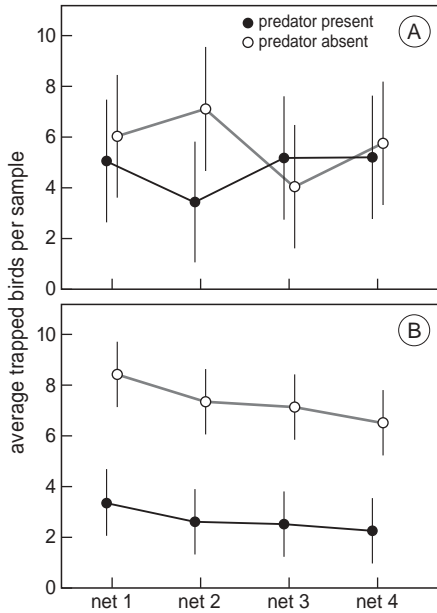 predator present
predator absent
A
10
8
6
4
2
0
B
10
8
6
4
2
0
net 1 net 2 net 3 net 4
average trapped birds per sample